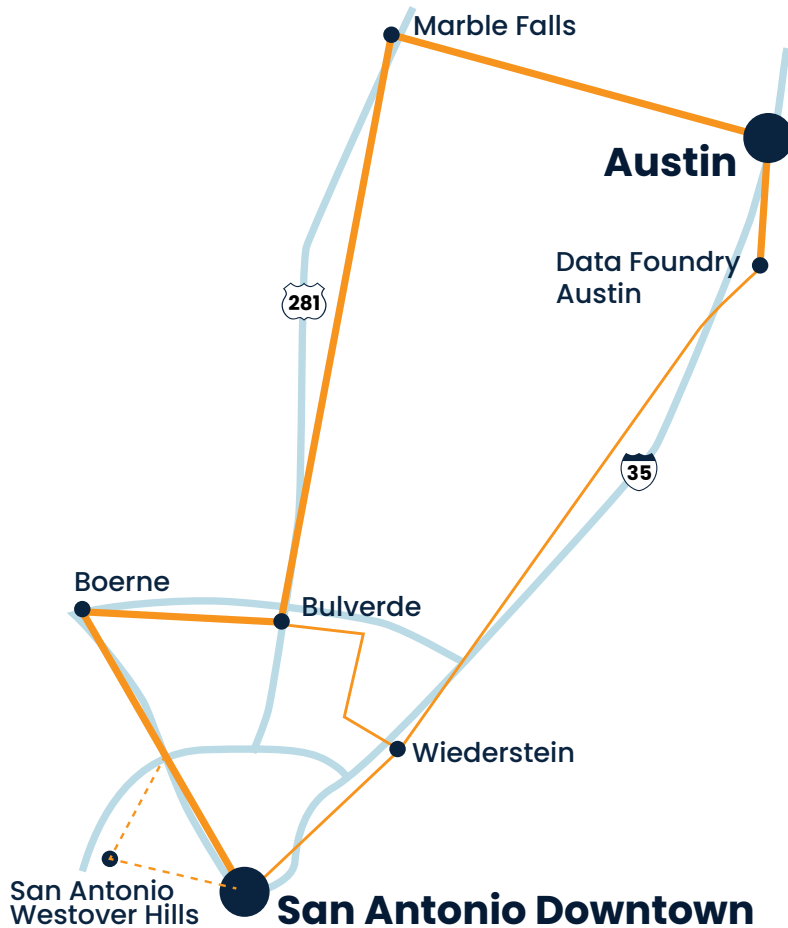 Marble Falls
Austin
Data Foundry
Austin
281
35
Boerne
Bulverde
Wiederstein
San Antonio
Westover Hills
San Antonio Downtown